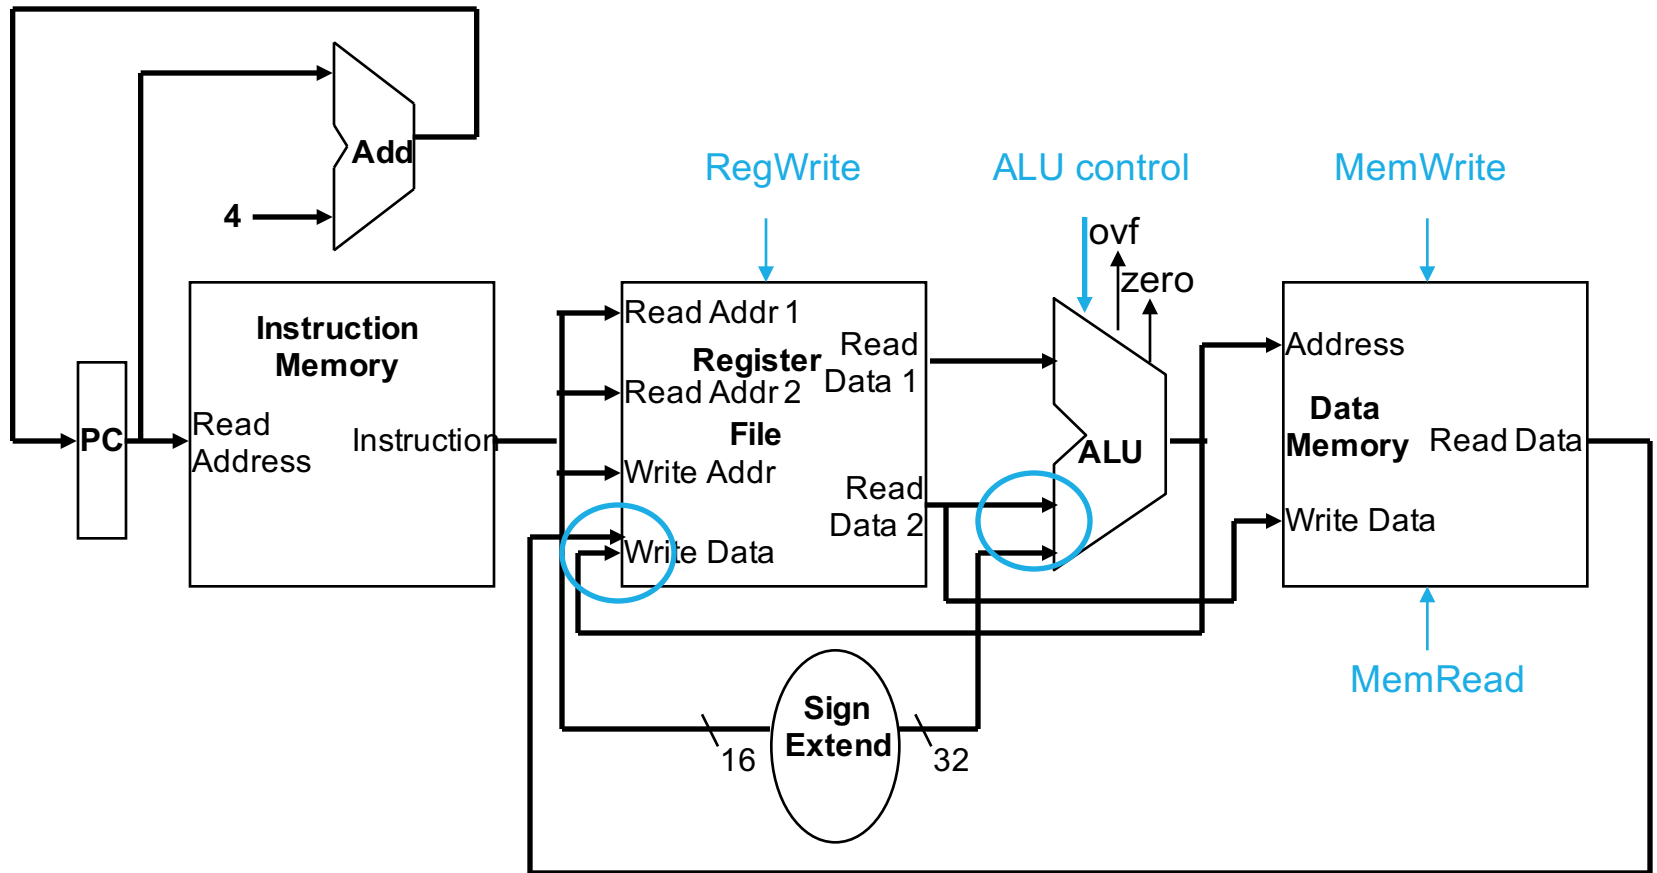 Add
4
RegWrite
ALU control
MemWrite
ovf
zero
Instruction
Memory
Read
Address
Instruction
PC
Read Addr 1
Register
Read Addr 2
File
Write Addr
Write Data
Read
Data 1
Read
Data 2
ALU
Address
Data
Memory
Read Data
Write Data
MemRead
Sign
Extend
16
32